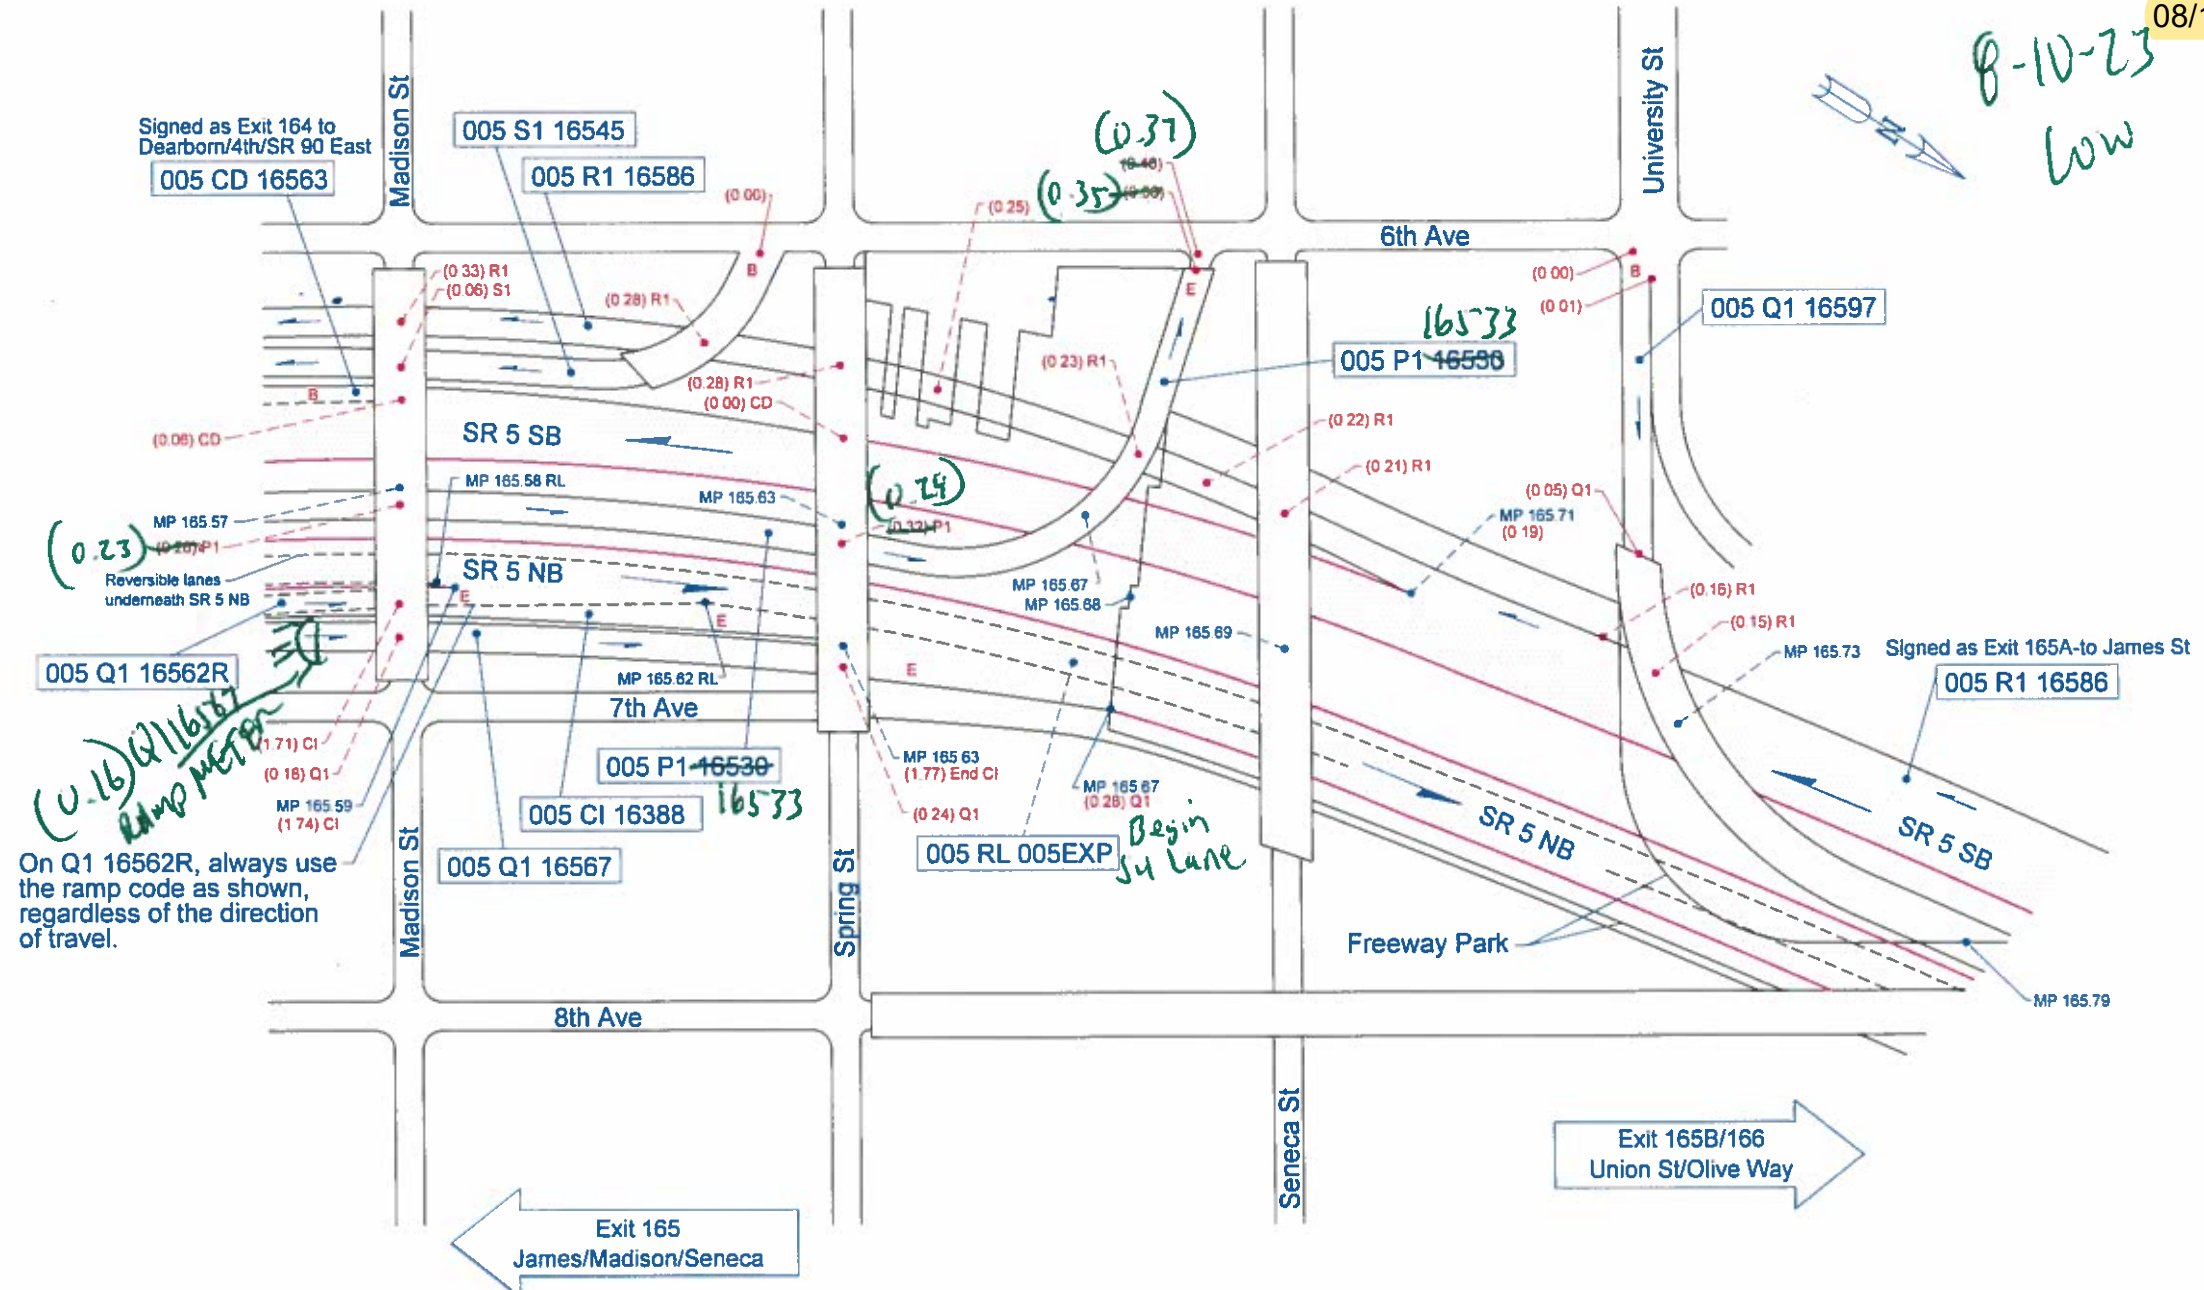 08/1
8-10-23
Low
Madison St
University St
Signed as Exit 164 to
Dearborn/4th/SR 90 East
005 CD 16563
005 S1 16545
005 R1 16586
(0.37)
(0.35)
(0 00)
(0.25)
6th Ave
B
E
(0 33) R1
(0.06) S1
(0 28) R1
(0 00)
B
(0 01)
005 Q1 16597
16533
005 P1 16530
(0.23) R1
(0.28) R1
(0 00) CD
B
(0.06) CD
SR 5 SB
(0 22) R1
(0 21) R1
MP 165.58 RL
MP 165.63
(0.29)
(0 05) Q1
MP 165.71
(0 19)
MP 165.57
(0.23)
P1
P1
Reversible lanes
underneath SR 5 NB
SR 5 NB
E
E
MP 165.67
MP 165.68
(0.16) R1
(0.15) R1
MP 165.69
MP 165.73
Signed as Exit 165A-to James St
005 R1 16586
005 Q1 16562R
MP 165.62 RL
E
7th Ave
(0.16) Q1 16567
Ramp METER
(1.71) CI
(0 18) Q1
MP 165.59
(1 74) CI
005 P1 16530
16533
005 CI 16388
005 Q1 16567
MP 165 63
(1.77) End CI
(0 24) Q1
MP 165 67
(0 28) Q1
Begin
SU Lane
005 RL 005EXP
SR 5 NB
SR 5 SB
On Q1 16562R, always use
the ramp code as shown,
regardless of the direction
of travel.
Madison St
Spring St
Freeway Park
MP 165.79
8th Ave
Seneca St
Exit 165B/166
Union St/Olive Way
Exit 165
James/Madison/Seneca